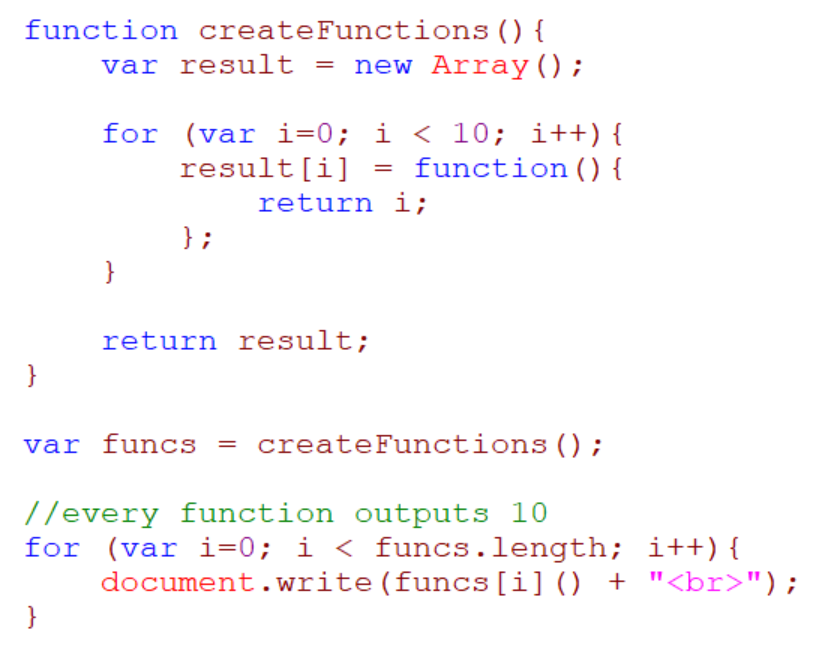 function createFunctions(){
    var result = new Array();
    for (var i=0; i < 10; i++){
        result[i] = function(){
            return i;
        };
    }
    return result;
}
var funcs = createFunctions();
//every function outputs 10
for (var i=0; i < funcs.length; i++){
    document.write(funcs[i]() + "<br>");
}